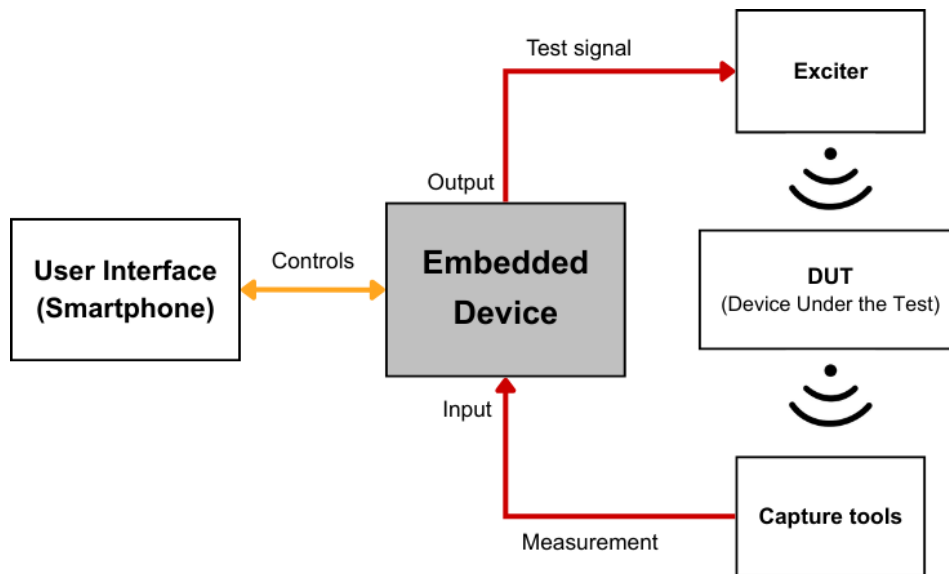 Test signal
Exciter
Output
User Interface
(Smartphone)
Controls
Embedded
Device
DUT
(Device Under the Test)
Input
Measurement
Capture tools